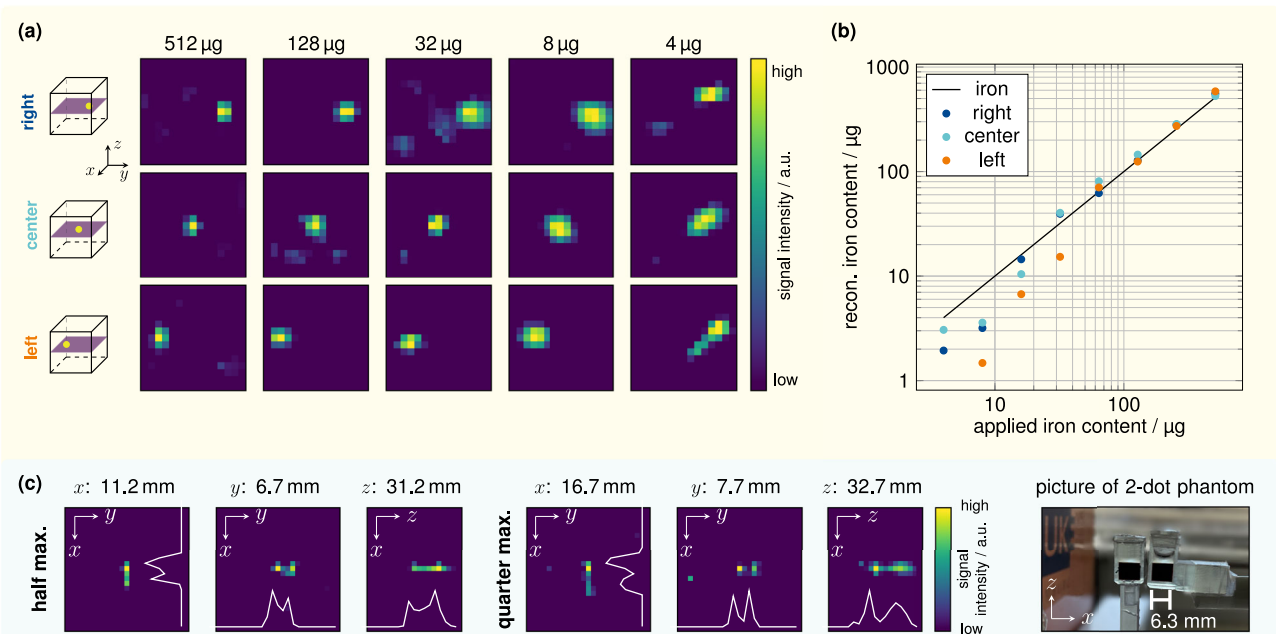 (a)
512 µg 128 µg 32 µg 8 µg 4 µg
right
z
x y
center
left
high
signal intensity / a.u.
low
(b)
1000
100
10
1
recon. iron content / µg
iron
right
center
left
10 100
applied iron content / µg
(c)
x: 11.2 mm y: 6.7 mm z: 31.2 mm x: 16.7 mm y: 7.7 mm z: 32.7 mm picture of 2-dot phantom
half max.
y
x
y
x
z
x
quarter max.
y
x
y
x
z
x
high
signal
intensity / a.u.
low
UK
z
x
6.3 mm